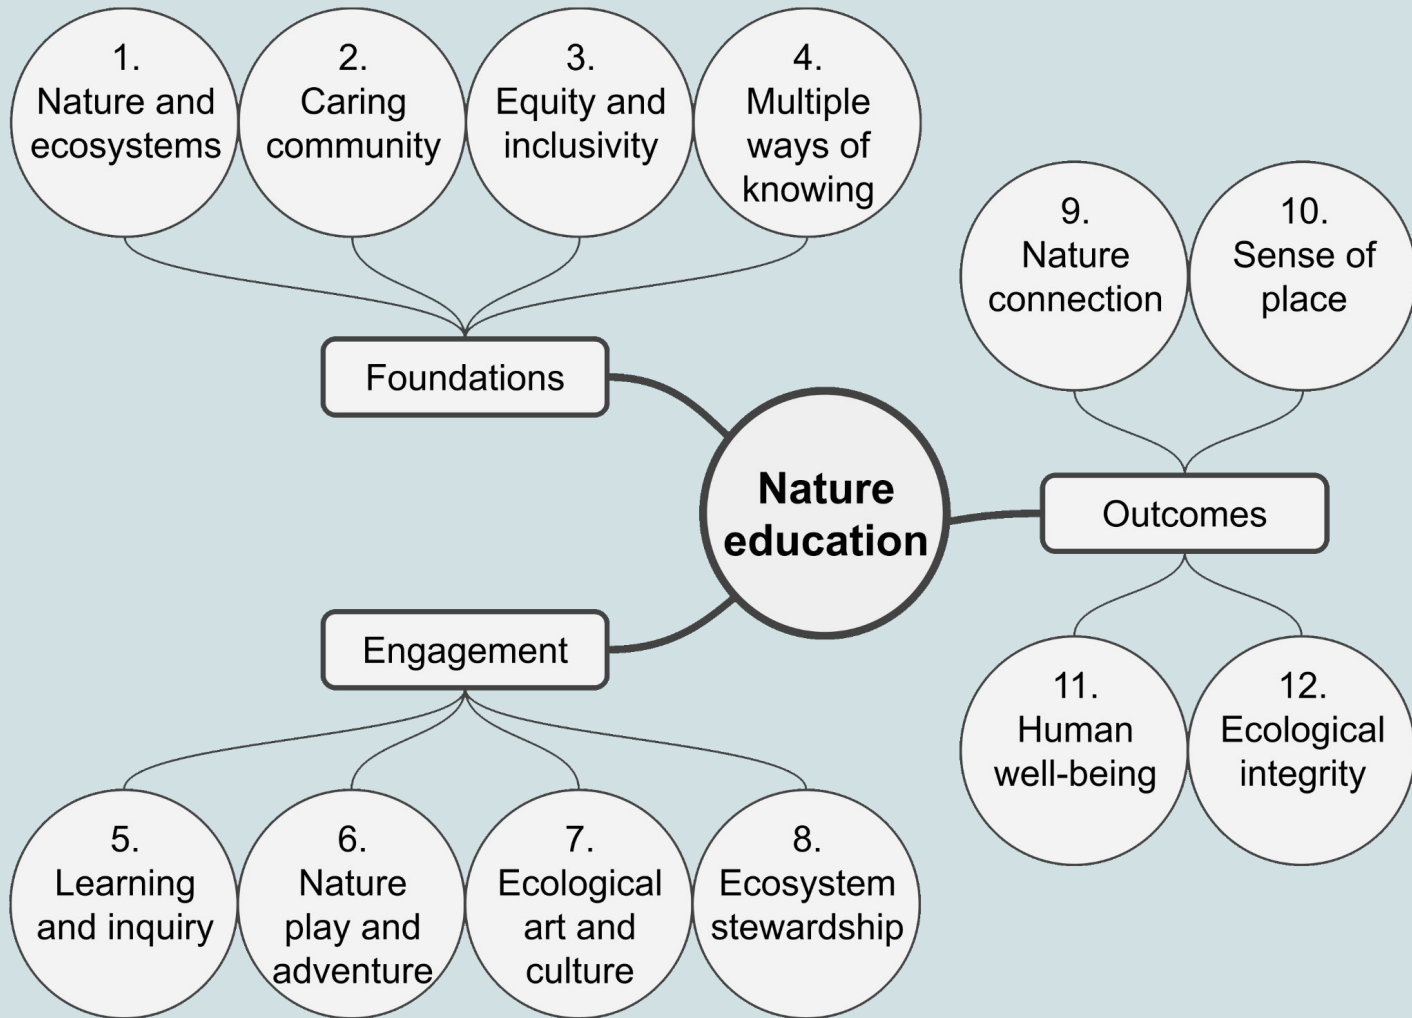 1.
Nature and
ecosystems
2.
Caring
community
3.
Equity and
inclusivity
4.
Multiple
ways of
knowing
Foundations
Nature
education
Engagement
5.
Learning
and inquiry
6.
Nature
play and
adventure
7.
Ecological
art and
culture
8.
Ecosystem
stewardship
9.
Nature
connection
10.
Sense of
place
Outcomes
11.
Human
well-being
12.
Ecological
integrity